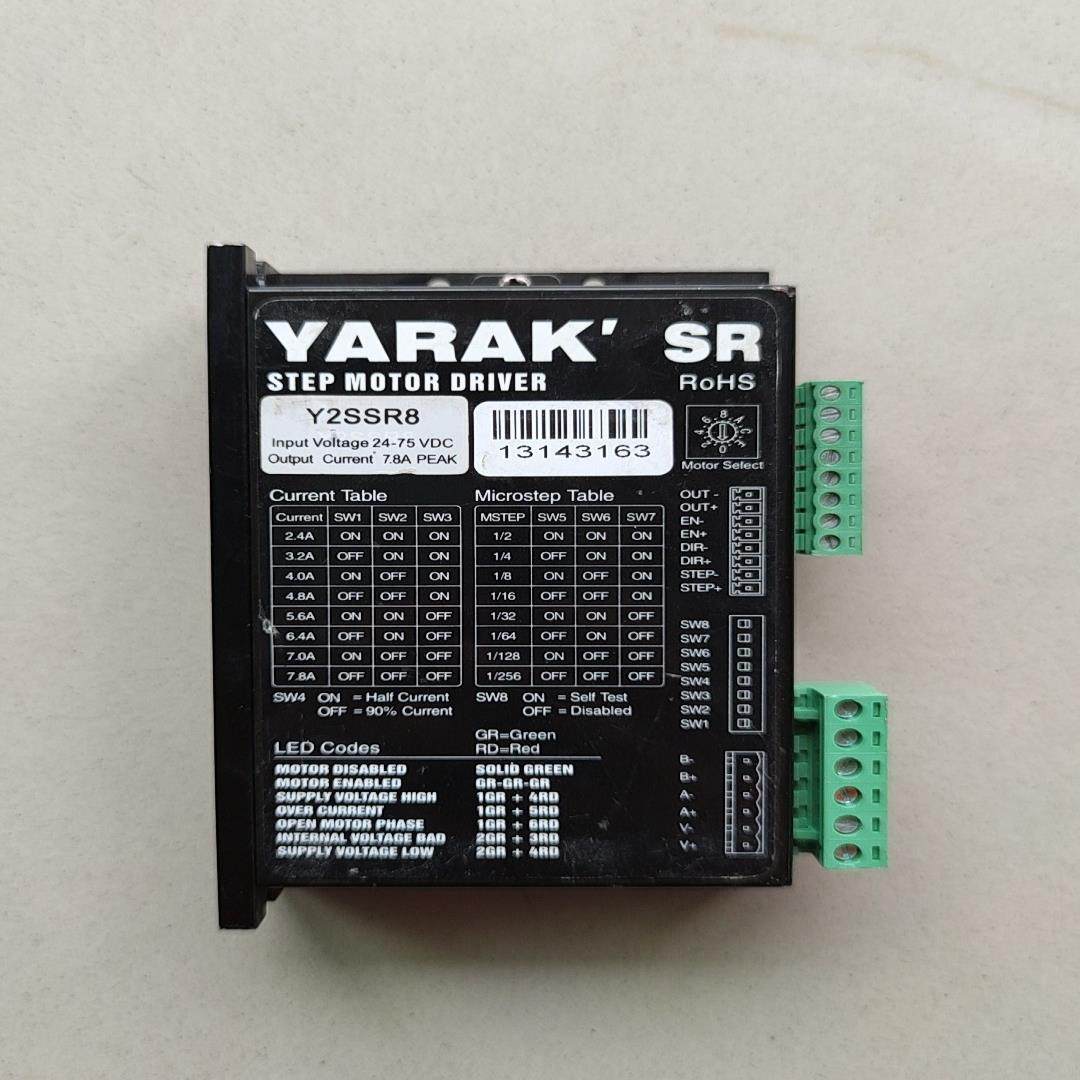 YARAK' SR
STEP MOTOR DRIVER RoHS
Y2SSR8
Input Voltage 24-75 VDC
Output Current 7.8A PEAK
13143163
Motor Select
Current Table
Current SW1 SW2 SW3
2.4A ON ON ON
3.2A OFF ON ON
4.0A ON OFF ON
4.8A OFF OFF ON
5.6A ON ON OFF
6.4A OFF ON OFF
7.0A ON OFF OFF
7.8A OFF OFF OFF
SW4 ON = Half Current
OFF = 90% Current
Microstep Table
MSTEP SW5 SW6 SW7
1/2 ON ON ON
1/4 OFF ON ON
1/8 ON OFF ON
1/16 OFF OFF ON
1/32 ON ON OFF
1/64 OFF ON OFF
1/128 ON OFF OFF
1/256 OFF OFF OFF
SW8 ON = Self Test
OFF = Disabled
GR=Green
RD=Red
LED Codes
MOTOR DISABLED SOLID GREEN
MOTOR ENABLED GR-GR-GR
SUPPLY VOLTAGE HIGH 1GR + 4RD
OVER CURRENT 1GR + 5RD
OPEN MOTOR PHASE 1GR + 6RD
INTERNAL VOLTAGE BAD 2GR + 3RD
SUPPLY VOLTAGE LOW 2GR + 4RD
OUT -
OUT+
EN-
EN+
DIR-
DIR+
STEP-
STEP+
SW8
SW7
SW6
SW5
SW4
SW3
SW2
SW1
B-
B+
A-
A+
V-
V+